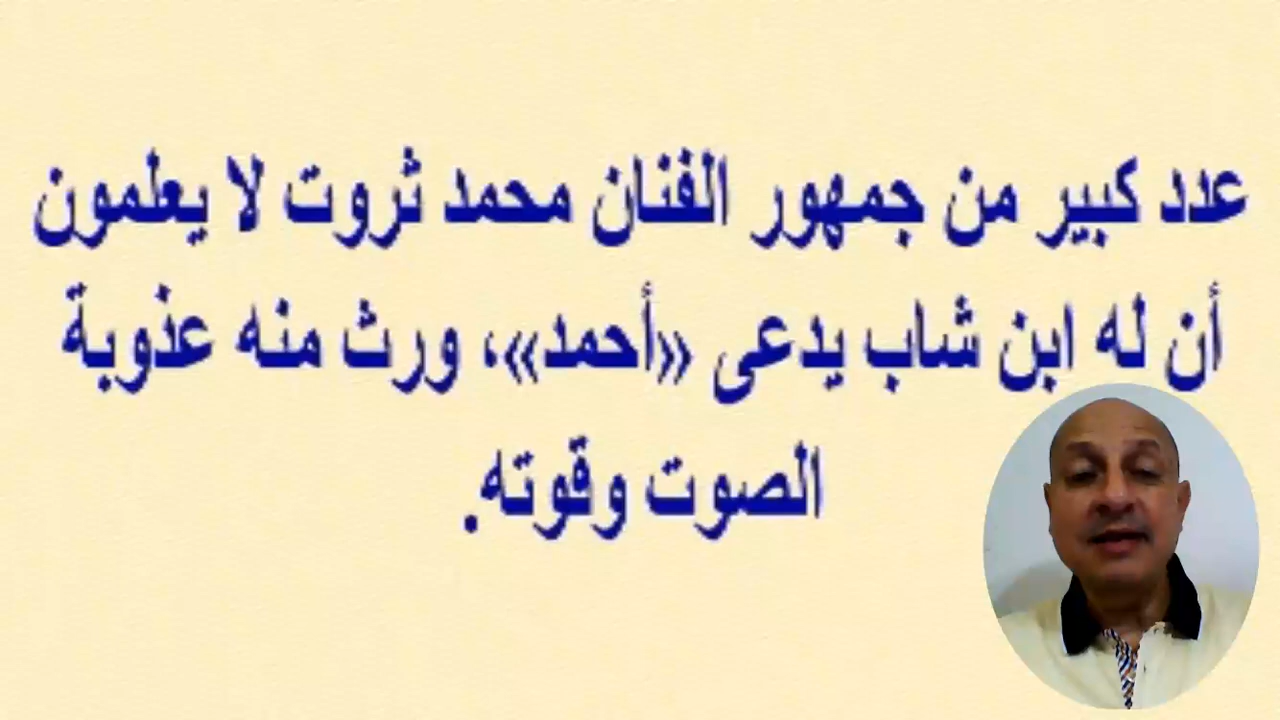 عدد كبير من جمهور الفنان محمد ثروت لا يعلمون
أن له ابن شاب يدعى «أحمد»، ورث منه عذوبة
الصوت وقوته.